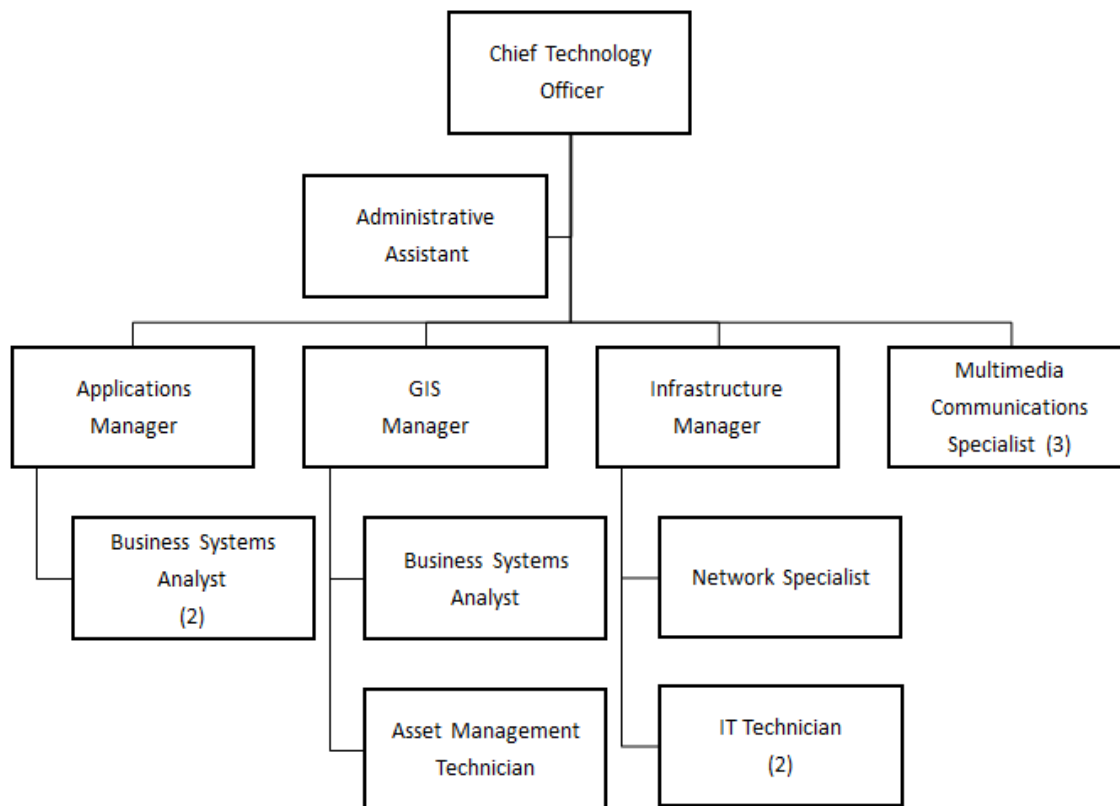 Chief Technology
Officer
Administrative
Assistant
Applications
Manager
GIS
Manager
Infrastructure
Manager
Multimedia
Communications
Specialist (3)
Business Systems
Analyst
(2)
Business Systems
Analyst
Network Specialist
Asset Management
Technician
IT Technician
(2)